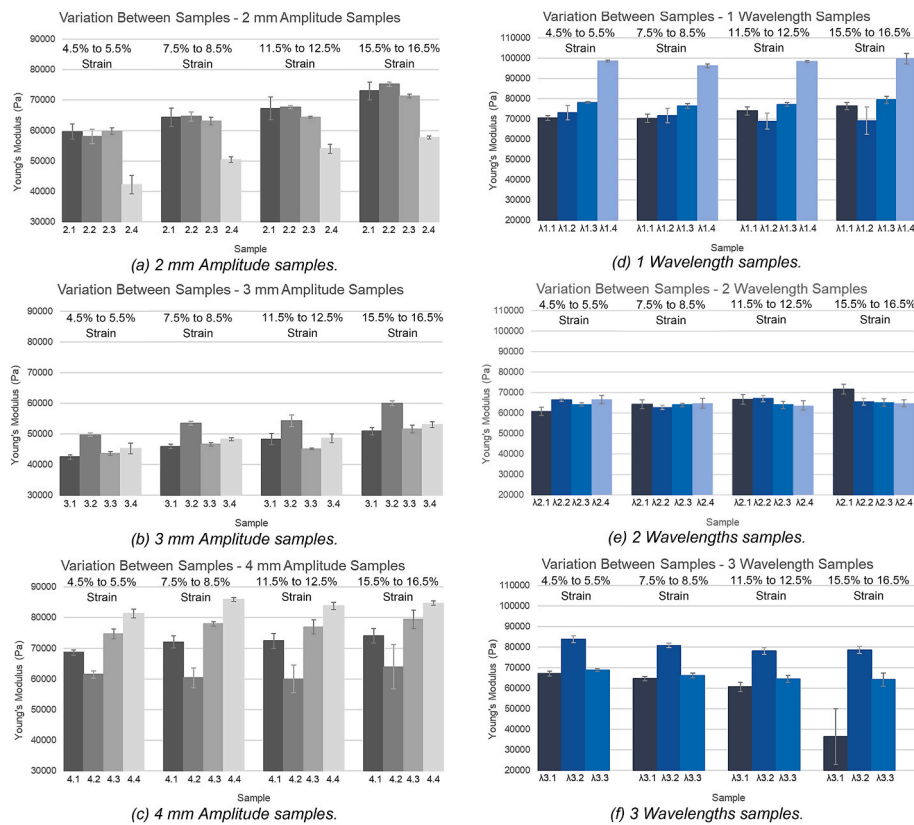 Variation Between Samples - 2 mm Amplitude Samples
4.5% to 5.5% 7.5% to 8.5% 11.5% to 12.5% 15.5% to 16.5%
Strain Strain Strain Strain
90000
80000
70000
60000
50000
40000
30000
Young's Modulus (Pa)
2.1 2.2 2.3 2.4 2.1 2.2 2.3 2.4 2.1 2.2 2.3 2.4 2.1 2.2 2.3 2.4
Sample
(a) 2 mm Amplitude samples.
Variation Between Samples - 3 mm Amplitude Samples
4.5% to 5.5% 7.5% to 8.5% 11.5% to 12.5% 15.5% to 16.5%
Strain Strain Strain Strain
90000
80000
70000
60000
50000
40000
30000
Young's Modulus (Pa)
3.1 3.2 3.3 3.4 3.1 3.2 3.3 3.4 3.1 3.2 3.3 3.4 3.1 3.2 3.3 3.4
Sample
(b) 3 mm Amplitude samples.
Variation Between Samples - 4 mm Amplitude Samples
4.5% to 5.5% 7.5% to 8.5% 11.5% to 12.5% 15.5% to 16.5%
Strain Strain Strain Strain
90000
80000
70000
60000
50000
40000
30000
Young's Modulus (Pa)
4.1 4.2 4.3 4.4 4.1 4.2 4.3 4.4 4.1 4.2 4.3 4.4 4.1 4.2 4.3 4.4
Sample
(c) 4 mm Amplitude samples.
Variation Between Samples - 1 Wavelength Samples
4.5% to 5.5% 7.5% to 8.5% 11.5% to 12.5% 15.5% to 16.5%
Strain Strain Strain Strain
110000
100000
90000
80000
70000
60000
50000
40000
30000
20000
Young's Modulus (Pa)
λ1.1 λ1.2 λ1.3 λ1.4 λ1.1 λ1.2 λ1.3 λ1.4 λ1.1 λ1.2 λ1.3 λ1.4 λ1.1 λ1.2 λ1.3 λ1.4
Sample
(d) 1 Wavelength samples.
Variation Between Samples - 2 Wavelength Samples
4.5% to 5.5% 7.5% to 8.5% 11.5% to 12.5% 15.5% to 16.5%
Strain Strain Strain Strain
110000
100000
90000
80000
70000
60000
50000
40000
30000
20000
Young's Modulus (Pa)
λ2.1 λ2.2 λ2.3 λ2.4 λ2.1 λ2.2 λ2.3 λ2.4 λ2.1 λ2.2 λ2.3 λ2.4 λ2.1 λ2.2 λ2.3 λ2.4
Sample
(e) 2 Wavelengths samples.
Variation Between Samples - 3 Wavelength Samples
4.5% to 5.5% 7.5% to 8.5% 11.5% to 12.5% 15.5% to 16.5%
Strain Strain Strain Strain
110000
100000
90000
80000
70000
60000
50000
40000
30000
20000
Young's Modulus (Pa)
λ3.1 λ3.2 λ3.3 λ3.1 λ3.2 λ3.3 λ3.1 λ3.2 λ3.3 λ3.1 λ3.2 λ3.3
Sample
(f) 3 Wavelengths samples.